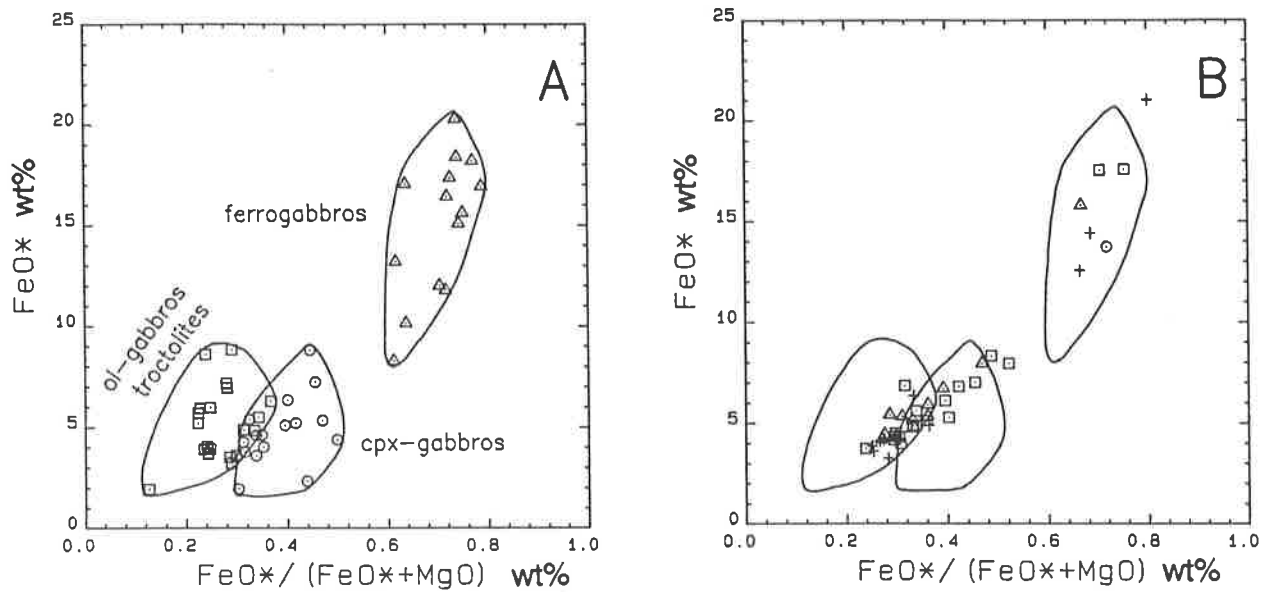 25
20
15
10
5
0
FeO* wt%
A
ferrogabbros
ol-gabbros
troctolites
cpx-gabbros
0.0 0.2 0.4 0.6 0.8 1.0
FeO*/ (FeO*+MgO) wt%
25
20
15
10
5
0
FeO* wt%
B
0.0 0.2 0.4 0.6 0.8 1.0
FeO*/ (FeO*+MgO) wt%